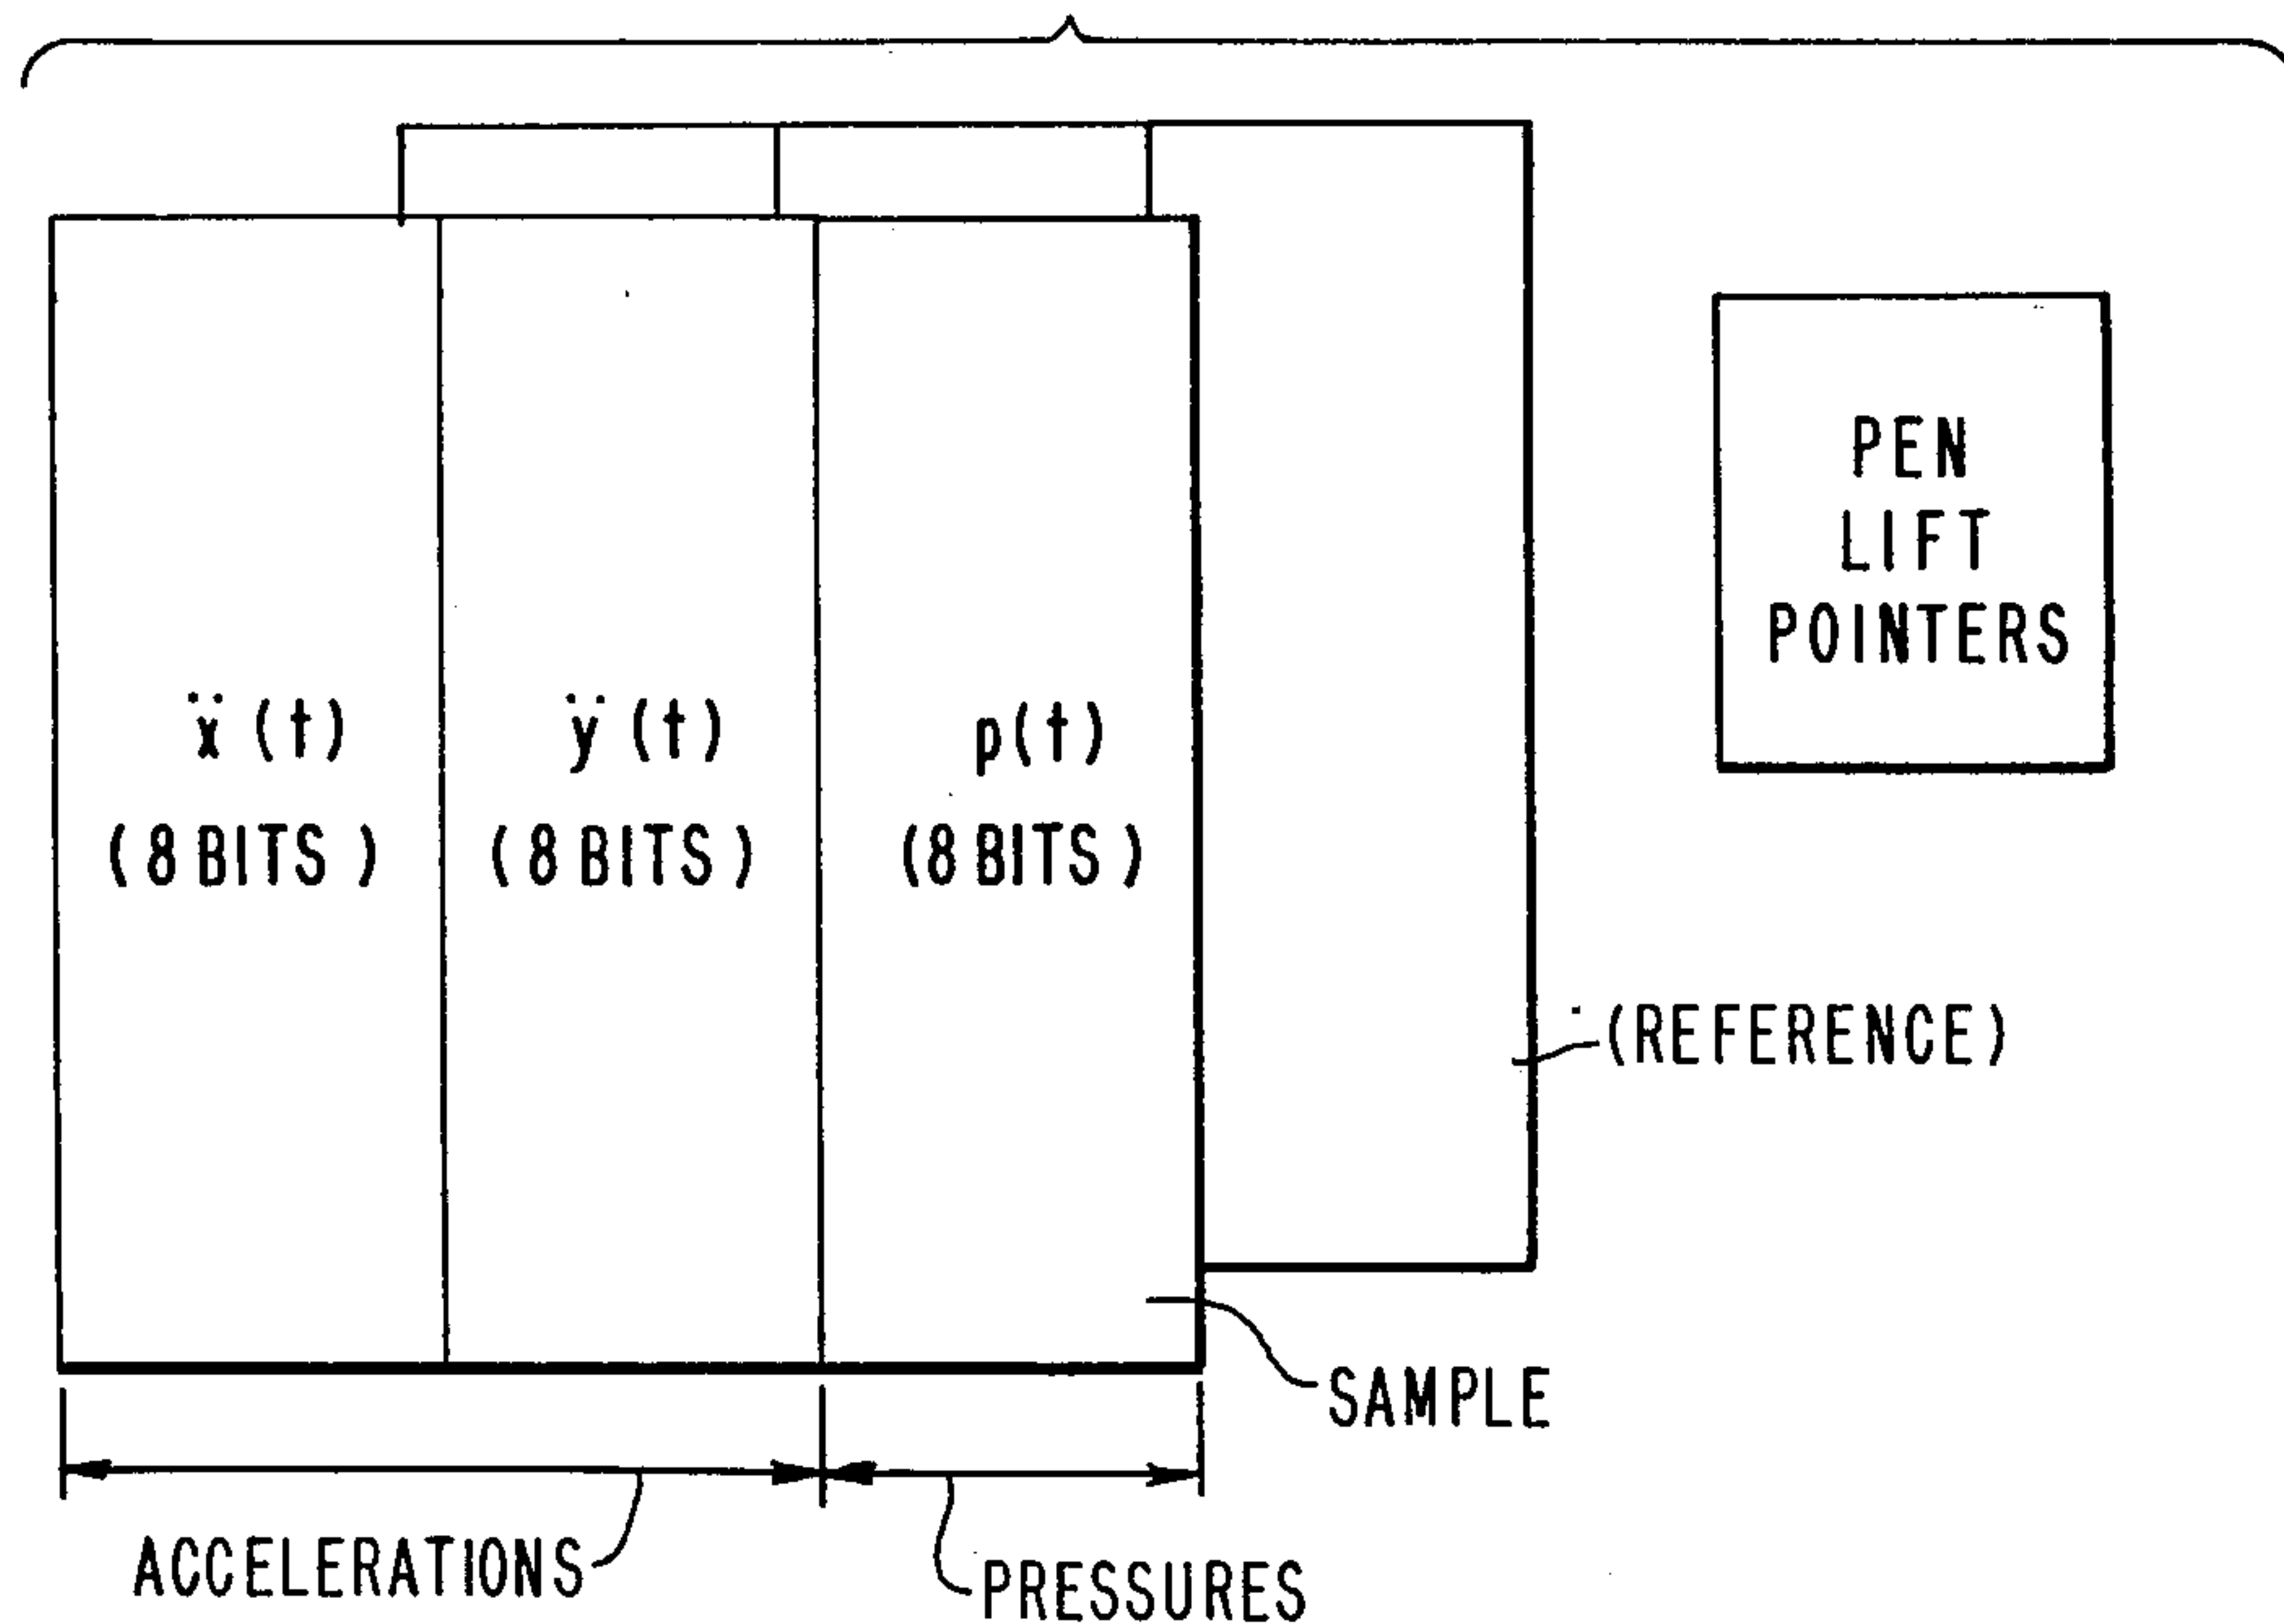 PEN
LIFT
POINTERS
ẍ (t)
(8 BITS)
ÿ (t)
(8 BITS)
p(t)
(8 BITS)
(REFERENCE)
SAMPLE
ACCELERATIONS
PRESSURES